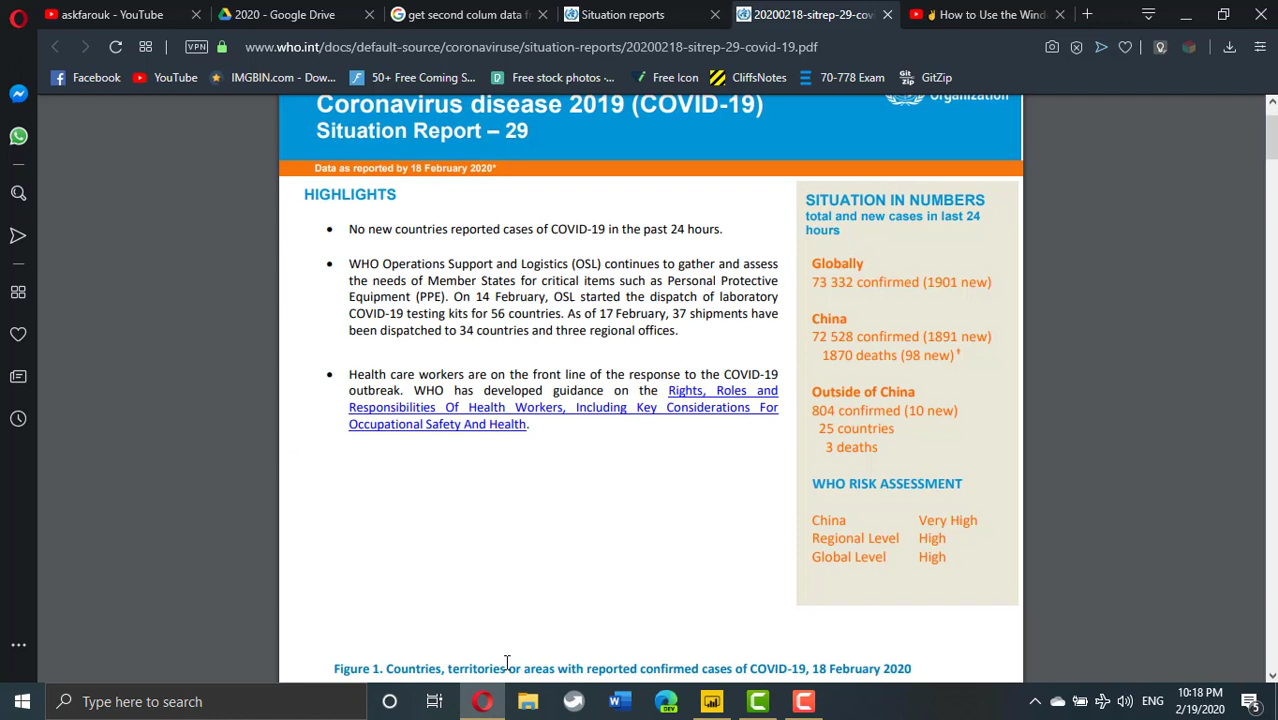 askfarouk - YouTube
2020 - Google Drive
get second colum data f
Situation reports
20200218-sitrep-29-cov
How to Use the Wind
VPN
www.who.int/docs/default-source/coronaviruse/situation-reports/20200218-sitrep-29-covid-19.pdf
Facebook
YouTube
IMGBIN.com - Dow...
50+ Free Coming S...
Free stock photos ·...
Free Icon
CliffsNotes
70-778 Exam
Git Zip
GitZip
Coronavirus disease 2019 (COVID-19)
Organization
Situation Report – 29
Data as reported by 18 February 2020*
HIGHLIGHTS
• No new countries reported cases of COVID-19 in the past 24 hours.
• WHO Operations Support and Logistics (OSL) continues to gather and assess
the needs of Member States for critical items such as Personal Protective
Equipment (PPE). On 14 February, OSL started the dispatch of laboratory
COVID-19 testing kits for 56 countries. As of 17 February, 37 shipments have
been dispatched to 34 countries and three regional offices.
• Health care workers are on the front line of the response to the COVID-19
outbreak. WHO has developed guidance on the Rights, Roles and
Responsibilities Of Health Workers, Including Key Considerations For
Occupational Safety And Health.
SITUATION IN NUMBERS
total and new cases in last 24
hours
Globally
73 332 confirmed (1901 new)
China
72 528 confirmed (1891 new)
1870 deaths (98 new)†
Outside of China
804 confirmed (10 new)
25 countries
3 deaths
WHO RISK ASSESSMENT
China Very High
Regional Level High
Global Level High
Figure 1. Countries, territories or areas with reported confirmed cases of COVID-19, 18 February 2020
Type here to search
DEV
ENG
10:18 PM
2/19/2020
5